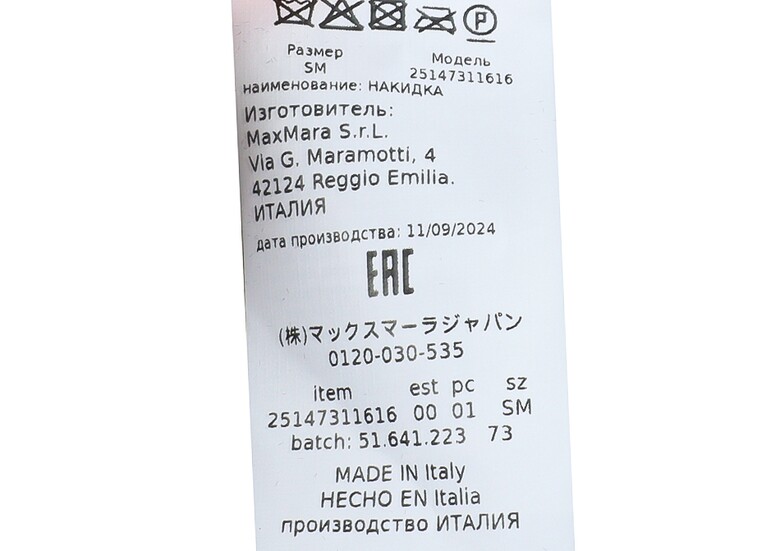 P
Размер Модель
SM 25147311616
наименование: НАКИДКА
Изготовитель:
MaxMara S.r.L.
Via G. Maramotti, 4
42124 Reggio Emilia.
ИТАЛИЯ
дата производства: 11/09/2024
EAC
(株)マックスマーラジャパン
0120-030-535
item est pc sz
25147311616 00 01 SM
batch: 51.641.223 73
MADE IN Italy
HECHO EN Italia
производство ИТАЛИЯ